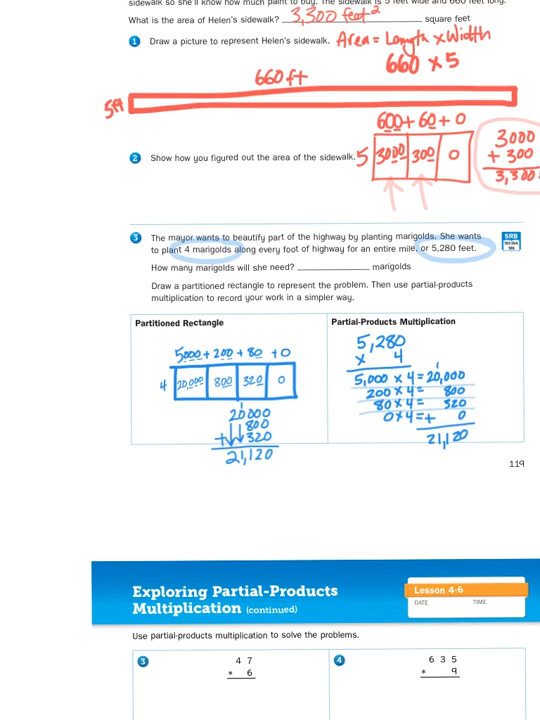 sidewalk so she'll know how much paint to buy. The sidewalk is 5 feet wide and 660 feet long.
What is the area of Helen's sidewalk? 3,300 feet² square feet
1 Draw a picture to represent Helen's sidewalk. Area = Length x Width
660 x 5
660 ft
5ft
600 + 60 + 0
2 Show how you figured out the area of the sidewalk. 5 3000 300 0
3000
+ 300
3,300
3 The mayor wants to beautify part of the highway by planting marigolds. She wants
to plant 4 marigolds along every foot of highway for an entire mile, or 5,280 feet.
SRB
How many marigolds will she need? ____________ marigolds
Draw a partitioned rectangle to represent the problem. Then use partial-products
multiplication to record your work in a simpler way.
Partitioned Rectangle
5000 + 200 + 80 + 0
4 20,000 800 320 0
1
20000
800
+ 320
21,120
Partial-Products Multiplication
5,280
x 4
1
5,000 x 4 = 20,000
200 x 4 = 800
80 x 4 = 320
0 x 4 = + 0
21,120
119
Exploring Partial-Products
Multiplication (continued)
Lesson 4-6
DATE TIME
Use partial-products multiplication to solve the problems.
3 4 7
* 6
4 6 3 5
* 9